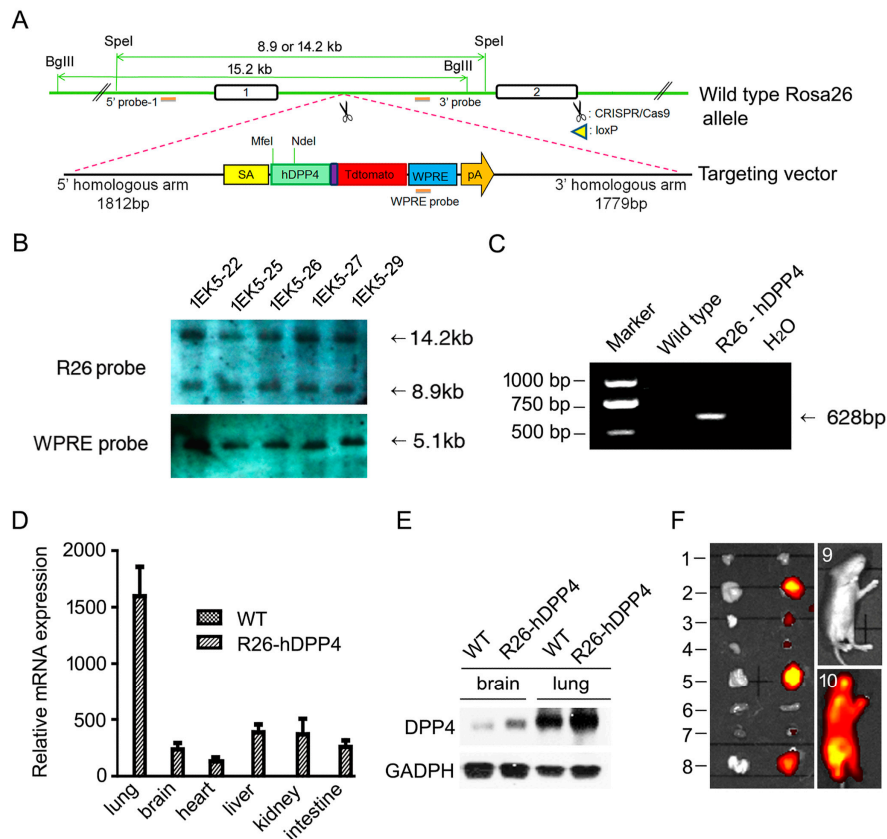 A
SpeI
8.9 or 14.2 kb
SpeI
BgIII
15.2 kb
BgIII
5' probe-1
1
3' probe
2
Wild type Rosa26
allele
: CRISPR/Cas9
: loxP
MfeI
NdeI
SA
hDPP4
Tdtomato
WPRE
pA
Targeting vector
5' homologous arm
1812bp
WPRE probe
3' homologous arm
1779bp
B
1EK5-22
1EK5-25
1EK5-26
1EK5-27
1EK5-29
R26 probe
←14.2kb
←8.9kb
WPRE probe
←5.1kb
C
Marker
Wild type
R26 - hDPP4
H2O
1000 bp
750 bp
500 bp
← 628bp
D
Relative mRNA expression
2000
1500
1000
500
0
WT
R26-hDPP4
lung
brain
heart
liver
kidney
intestine
E
WT
R26-hDPP4
WT
R26-hDPP4
brain
lung
DPP4
GADPH
F
1
2
3
4
5
6
7
8
9
10